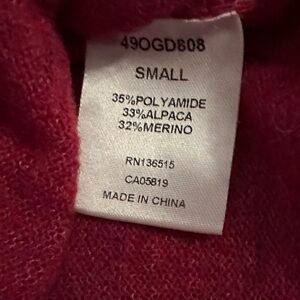 49OGD808
SMALL
35%POLYAMIDE
33%ALPACA
32%MERINO
RN136515
CA05819
MADE IN CHINA